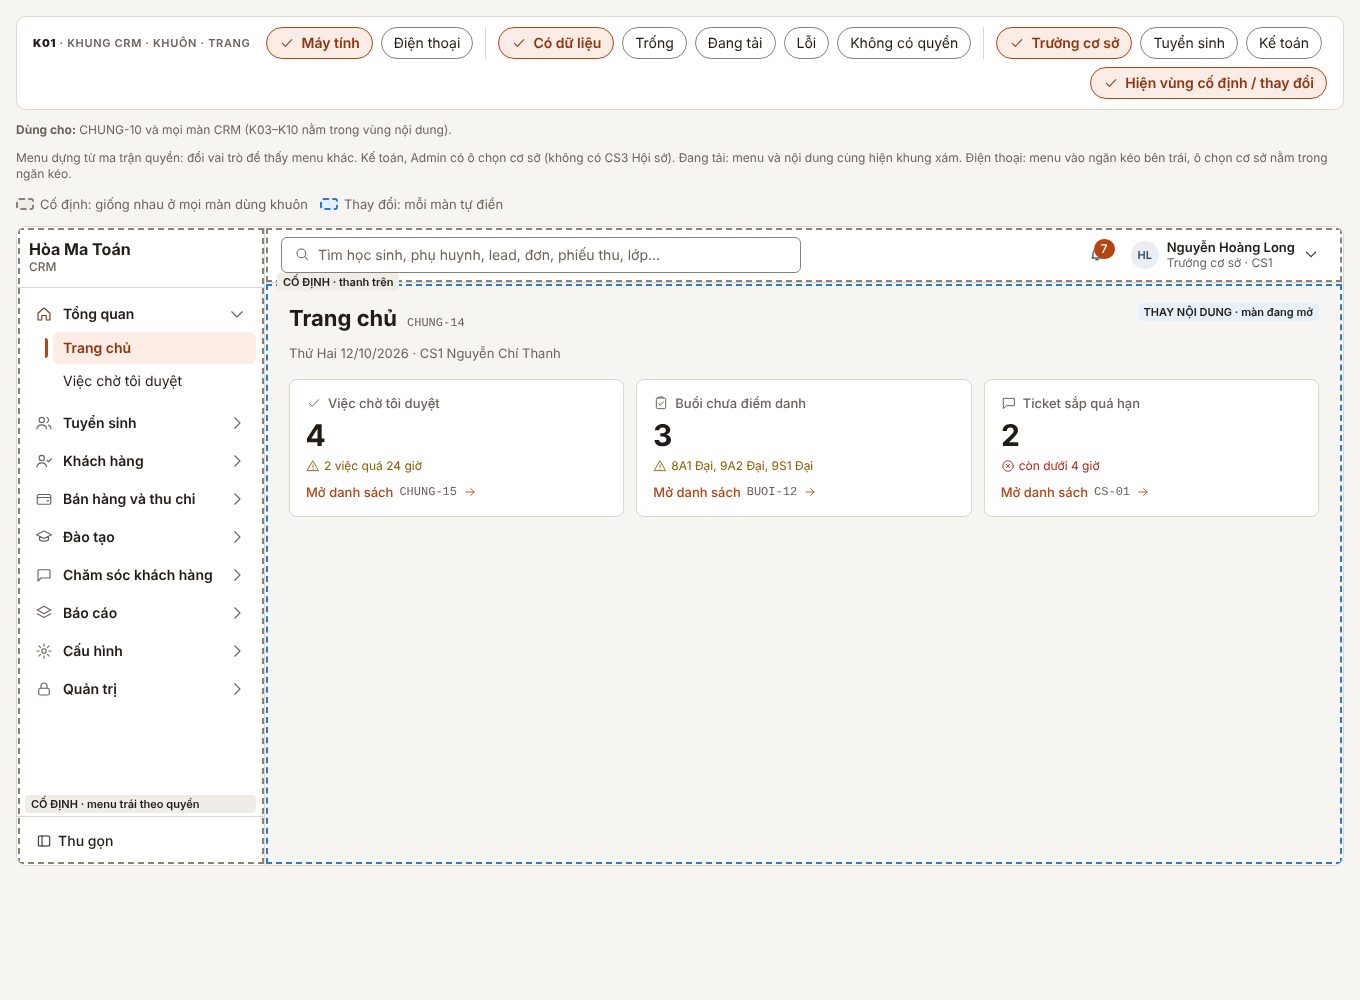 K01 · KHUNG CRM · KHUÔN · TRANG
Máy tính
Điện thoại
Có dữ liệu
Trống
Đang tải
Lỗi
Không có quyền
Trưởng cơ sở
Tuyển sinh
Kế toán
Hiện vùng cố định / thay đổi
Dùng cho: CHUNG-10 và mọi màn CRM (K03–K10 nằm trong vùng nội dung).
Menu dựng từ ma trận quyền: đổi vai trò để thấy menu khác. Kế toán, Admin có ô chọn cơ sở (không có CS3 Hội sở). Đang tải: menu và nội dung cùng hiện khung xám. Điện thoại: menu vào ngăn kéo bên trái, ô chọn cơ sở nằm trong
ngăn kéo.
Cố định: giống nhau ở mọi màn dùng khuôn
Thay đổi: mỗi màn tự điền
Hòa Ma Toán
CRM
Tìm học sinh, phụ huynh, lead, đơn, phiếu thu, lớp...
7
HL
Nguyễn Hoàng Long
Trưởng cơ sở · CS1
CỐ ĐỊNH · thanh trên
Tổng quan
Trang chủ
Việc chờ tôi duyệt
Tuyển sinh
Khách hàng
Bán hàng và thu chi
Đào tạo
Chăm sóc khách hàng
Báo cáo
Cấu hình
Quản trị
CỐ ĐỊNH · menu trái theo quyền
Thu gọn
Trang chủ CHUNG-14
THAY NỘI DUNG · màn đang mở
Thứ Hai 12/10/2026 · CS1 Nguyễn Chí Thanh
Việc chờ tôi duyệt
4
2 việc quá 24 giờ
Mở danh sách CHUNG-15
Buổi chưa điểm danh
3
8A1 Đại, 9A2 Đại, 9S1 Đại
Mở danh sách BUOI-12
Ticket sắp quá hạn
2
còn dưới 4 giờ
Mở danh sách CS-01